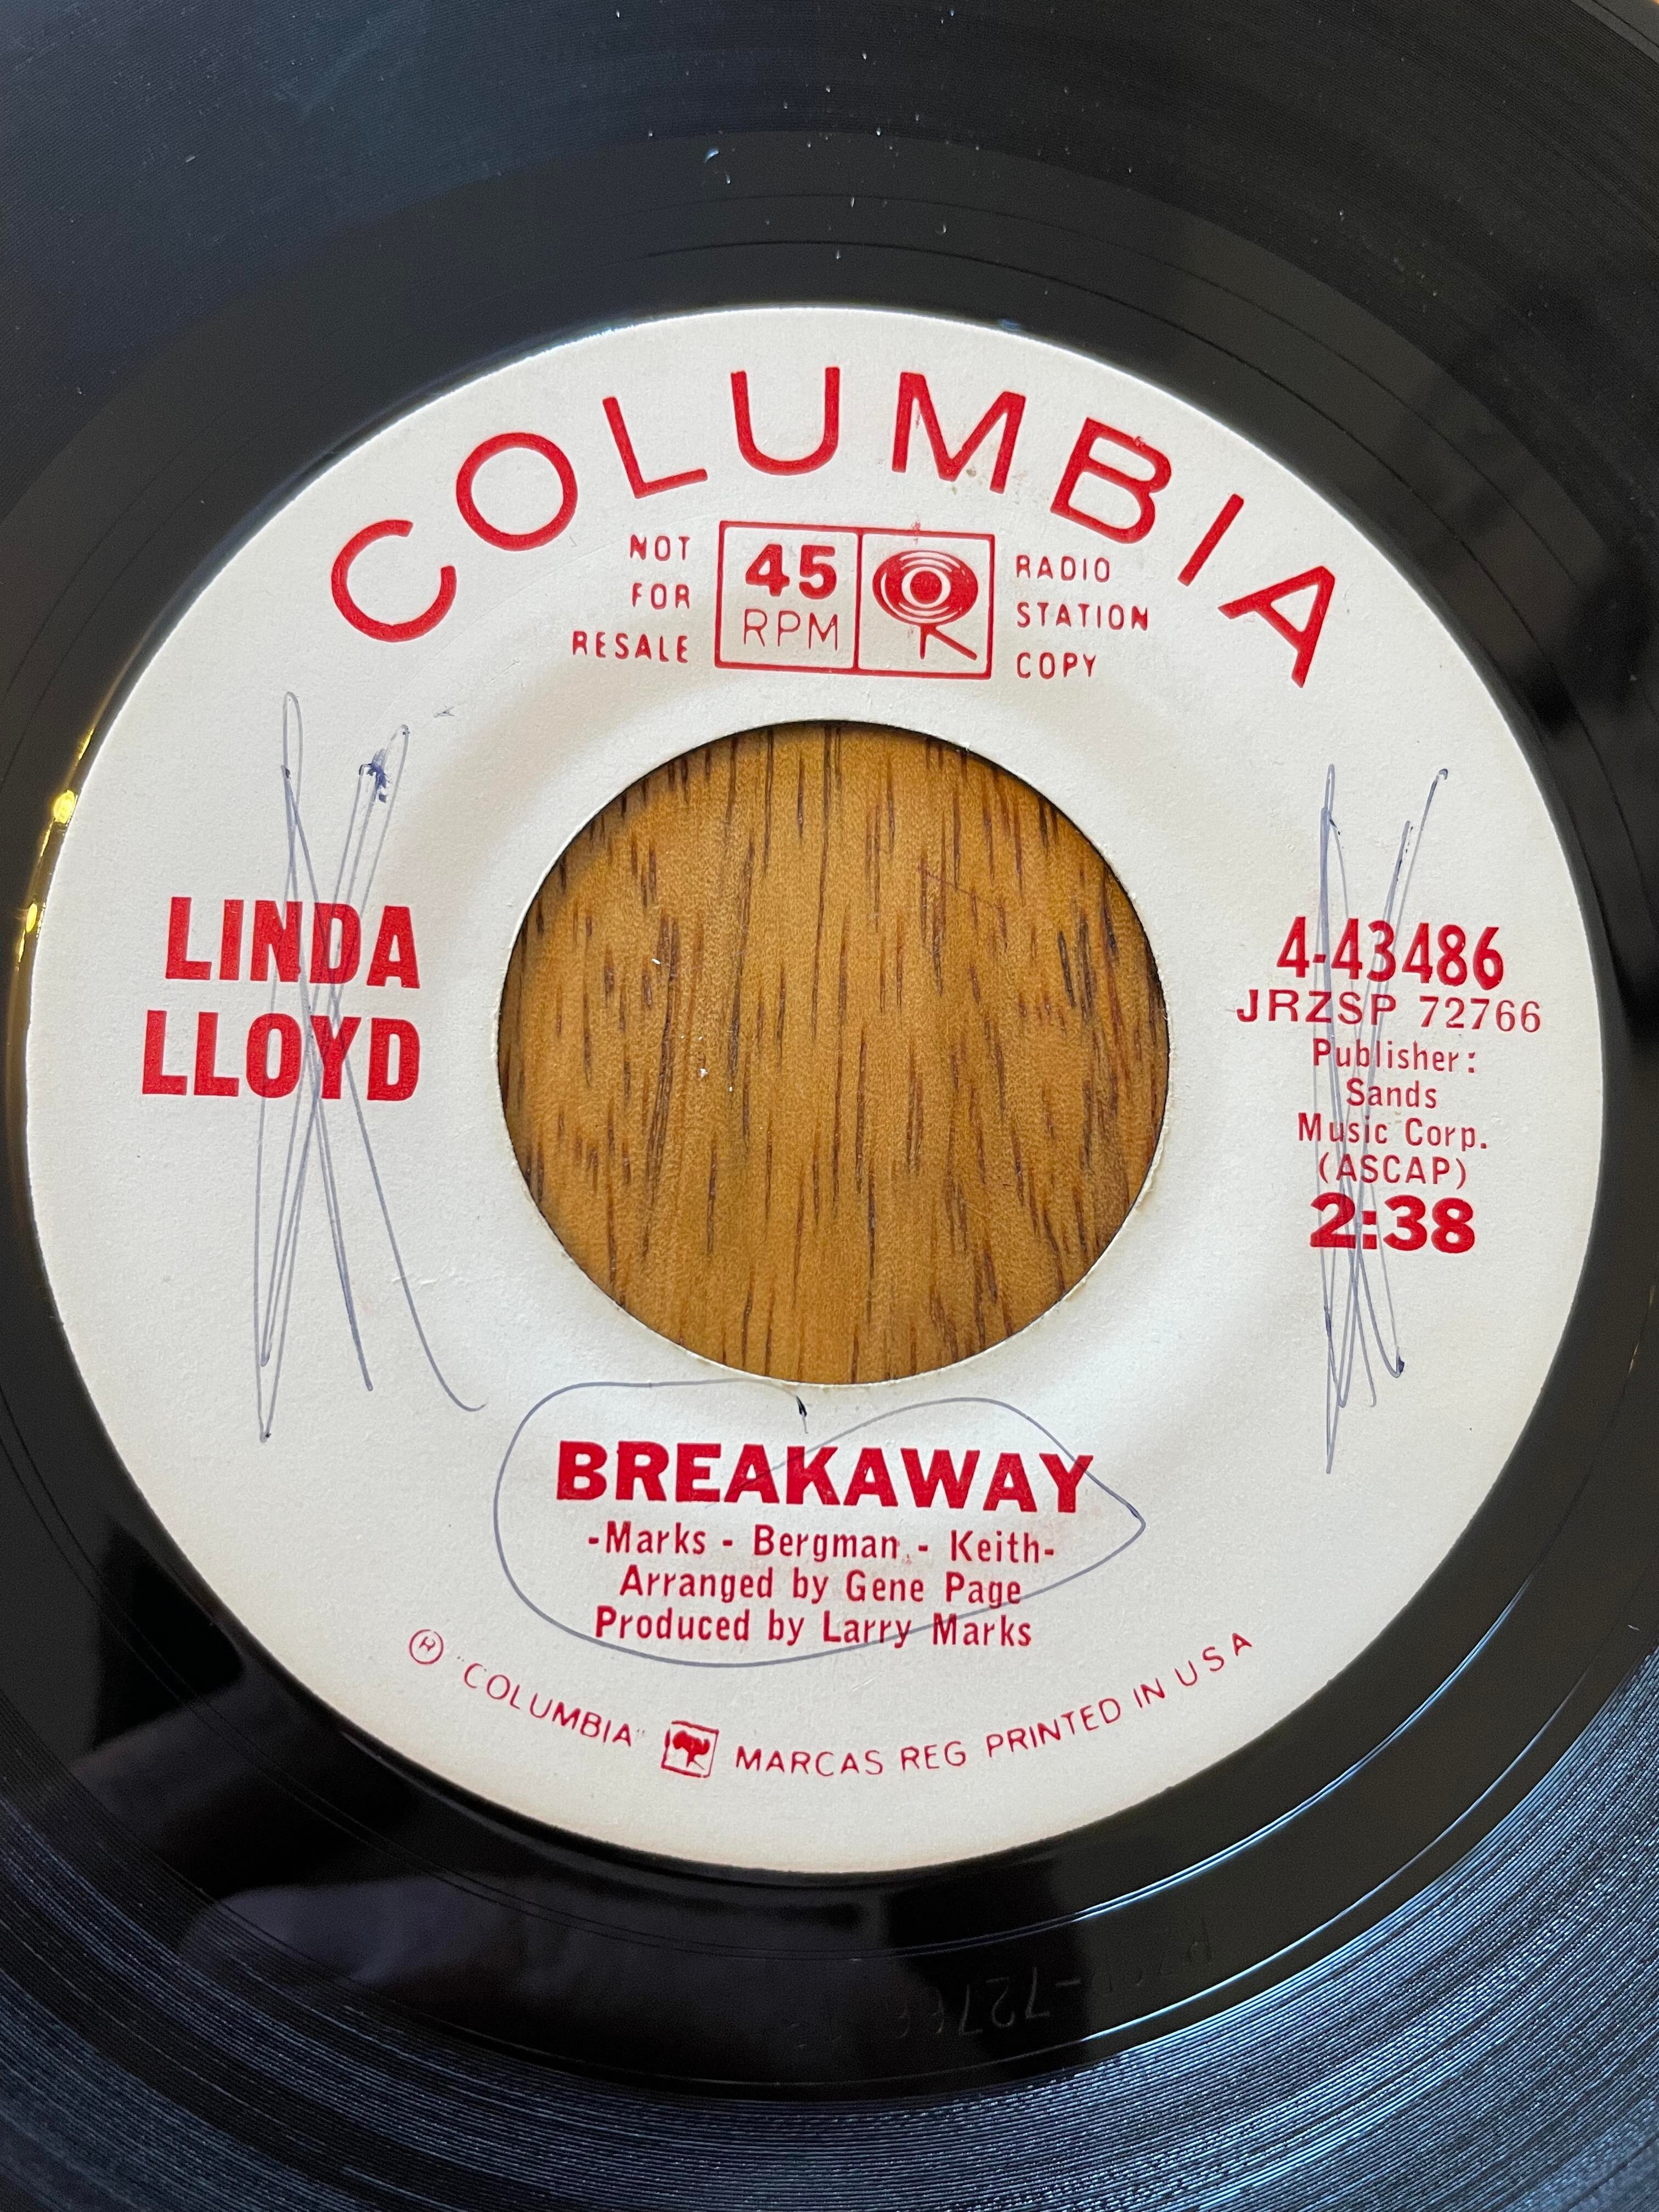 COLUMBIA
NOT
FOR
RESALE
45
RPM
RADIO
STATION
COPY
LINDA
LLOYD
4-43486
JRZSP 72766
Publisher:
Sands
Music Corp.
(ASCAP)
2:38
BREAKAWAY
-Marks - Bergman - Keith-
Arranged by Gene Page
Produced by Larry Marks
Ⓡ "COLUMBIA" MARCAS REG PRINTED IN USA